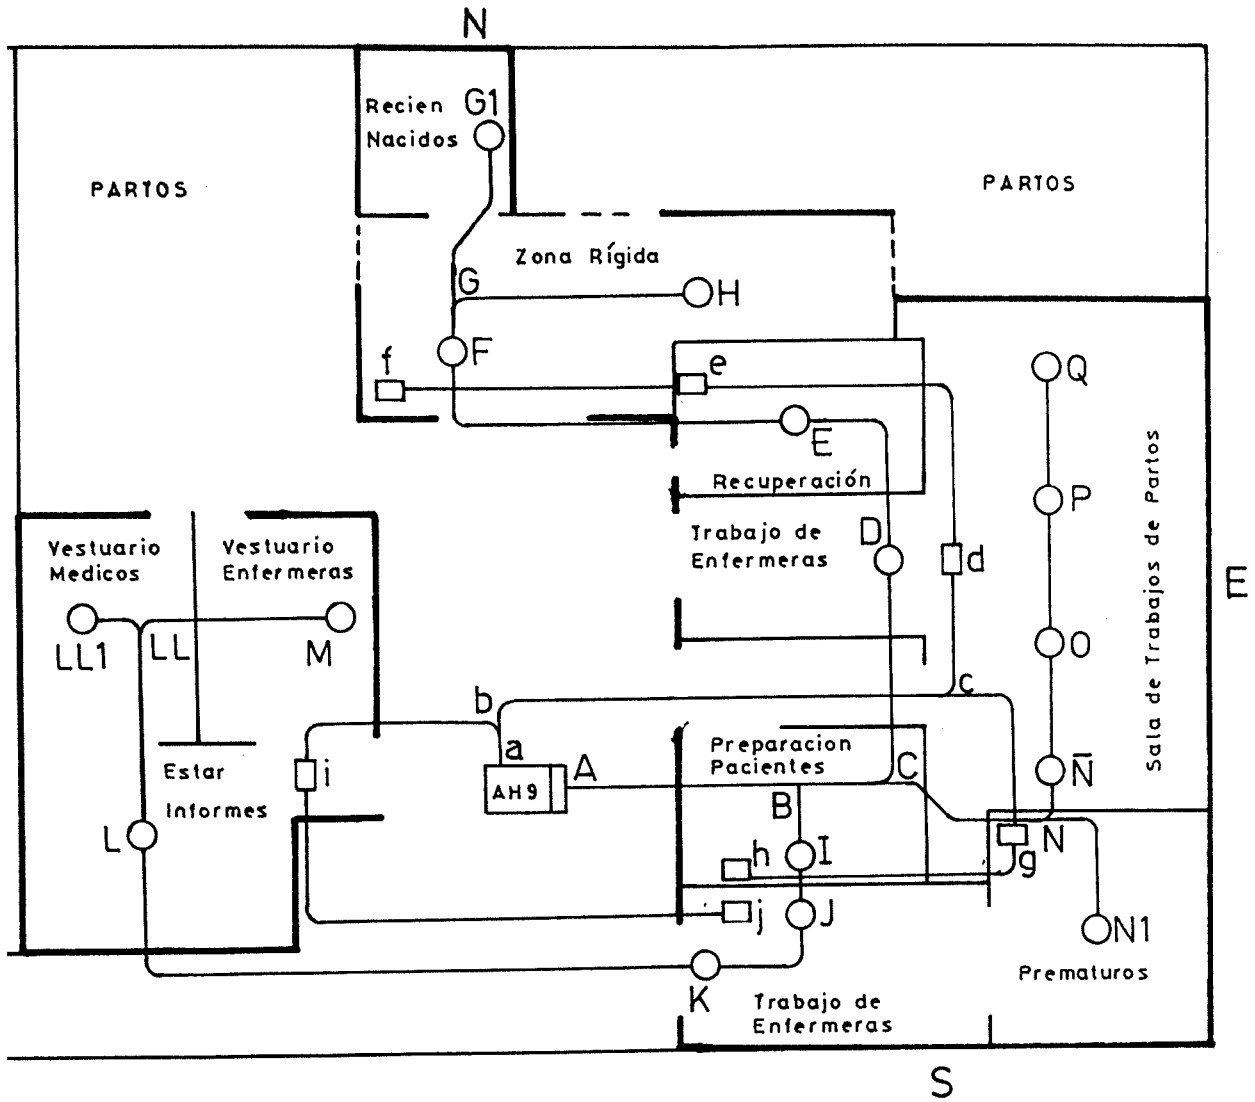 N
Recien G1
Nacidos
PARTOS
PARTOS
Zona Rígida
G
H
F
f
e
Q
E
Recuperación
P
Trabajo de
Enfermeras
D
d
Sala de Trabajos de Partos
E
Vestuario
Medicos
Vestuario
Enfermeras
LL1
LL
M
O
b
c
a
A
AH9
Preparacion
Pacientes
C
N̄
Estar
Informes
i
B
L
h
I
N
g
j
J
N1
K
Prematuros
Trabajo de
Enfermeras
S